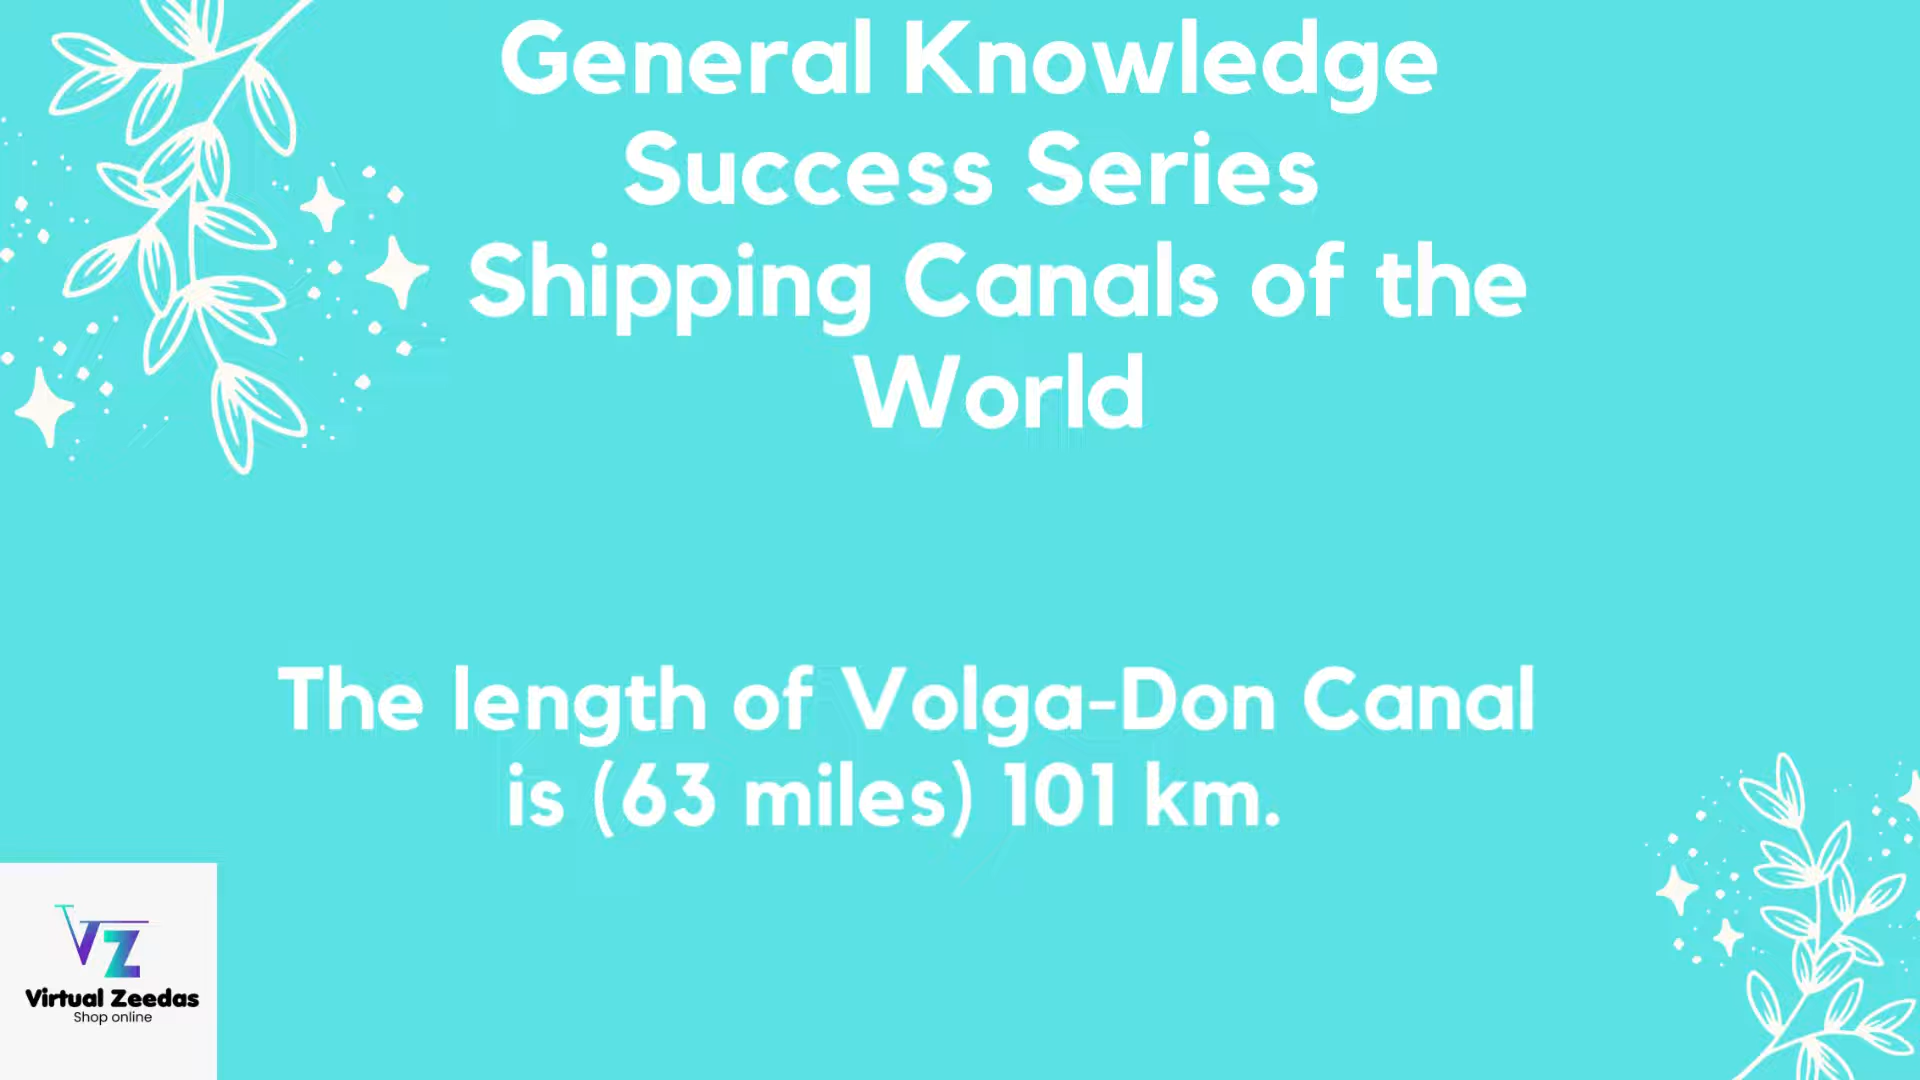 General Knowledge
Success Series
Shipping Canals of the
World
The length of Volga-Don Canal
is (63 miles) 101 km.
VZ
Virtual Zeedas
Shop online